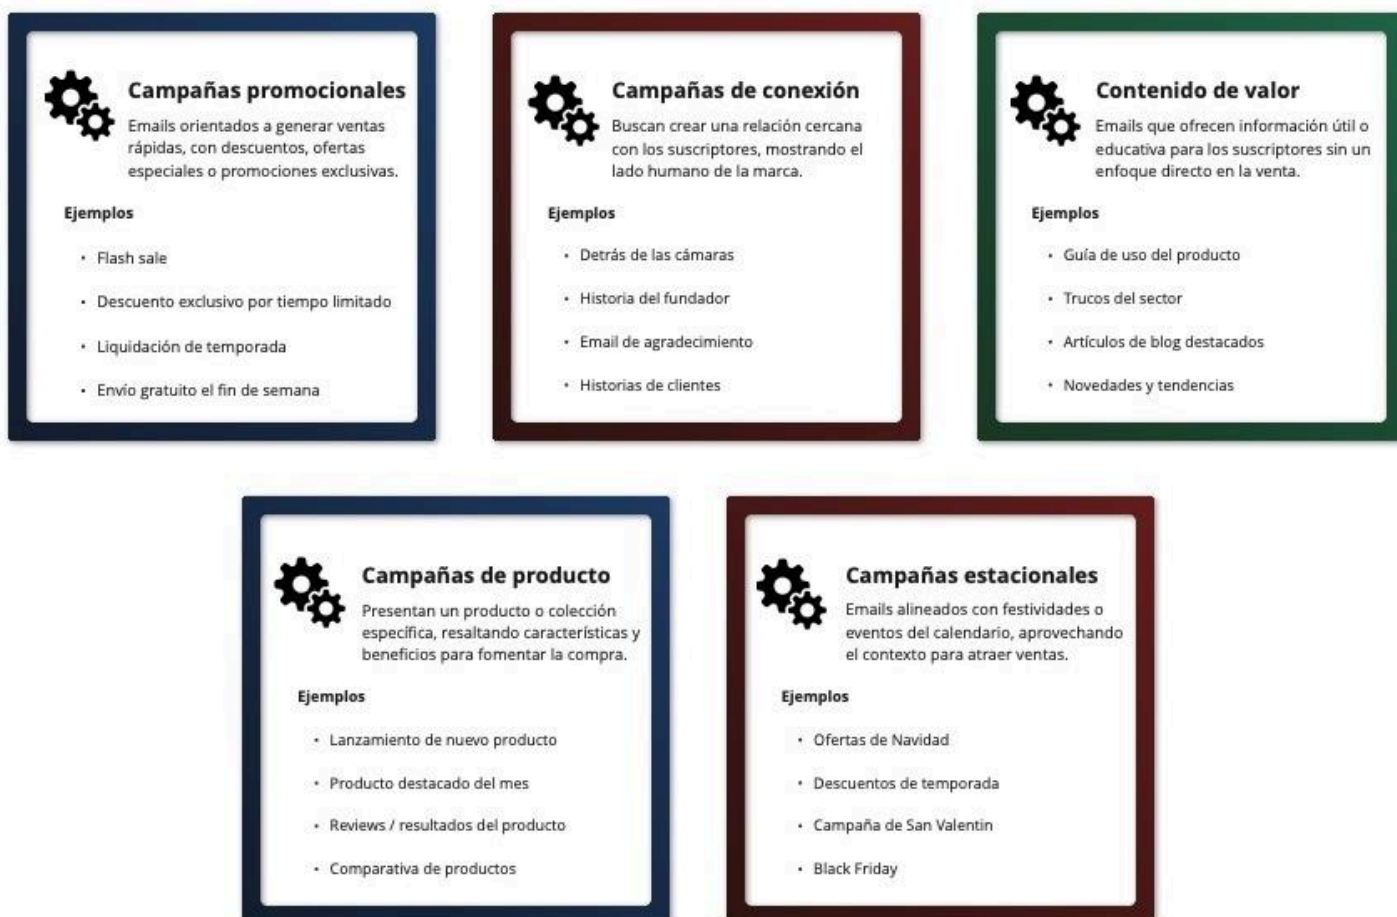 Campañas promocionales
Emails orientados a generar ventas
rápidas, con descuentos, ofertas
especiales o promociones exclusivas.
Ejemplos
• Flash sale
• Descuento exclusivo por tiempo limitado
• Liquidación de temporada
• Envío gratuito el fin de semana
Campañas de conexión
Buscan crear una relación cercana
con los suscriptores, mostrando el
lado humano de la marca.
Ejemplos
• Detrás de las cámaras
• Historia del fundador
• Email de agradecimiento
• Historias de clientes
Contenido de valor
Emails que ofrecen información útil o
educativa para los suscriptores sin un
enfoque directo en la venta.
Ejemplos
• Guía de uso del producto
• Trucos del sector
• Artículos de blog destacados
• Novedades y tendencias
Campañas de producto
Presentan un producto o colección
específica, resaltando características y
beneficios para fomentar la compra.
Ejemplos
• Lanzamiento de nuevo producto
• Producto destacado del mes
• Reviews / resultados del producto
• Comparativa de productos
Campañas estacionales
Emails alineados con festividades o
eventos del calendario, aprovechando
el contexto para atraer ventas.
Ejemplos
• Ofertas de Navidad
• Descuentos de temporada
• Campaña de San Valentin
• Black Friday